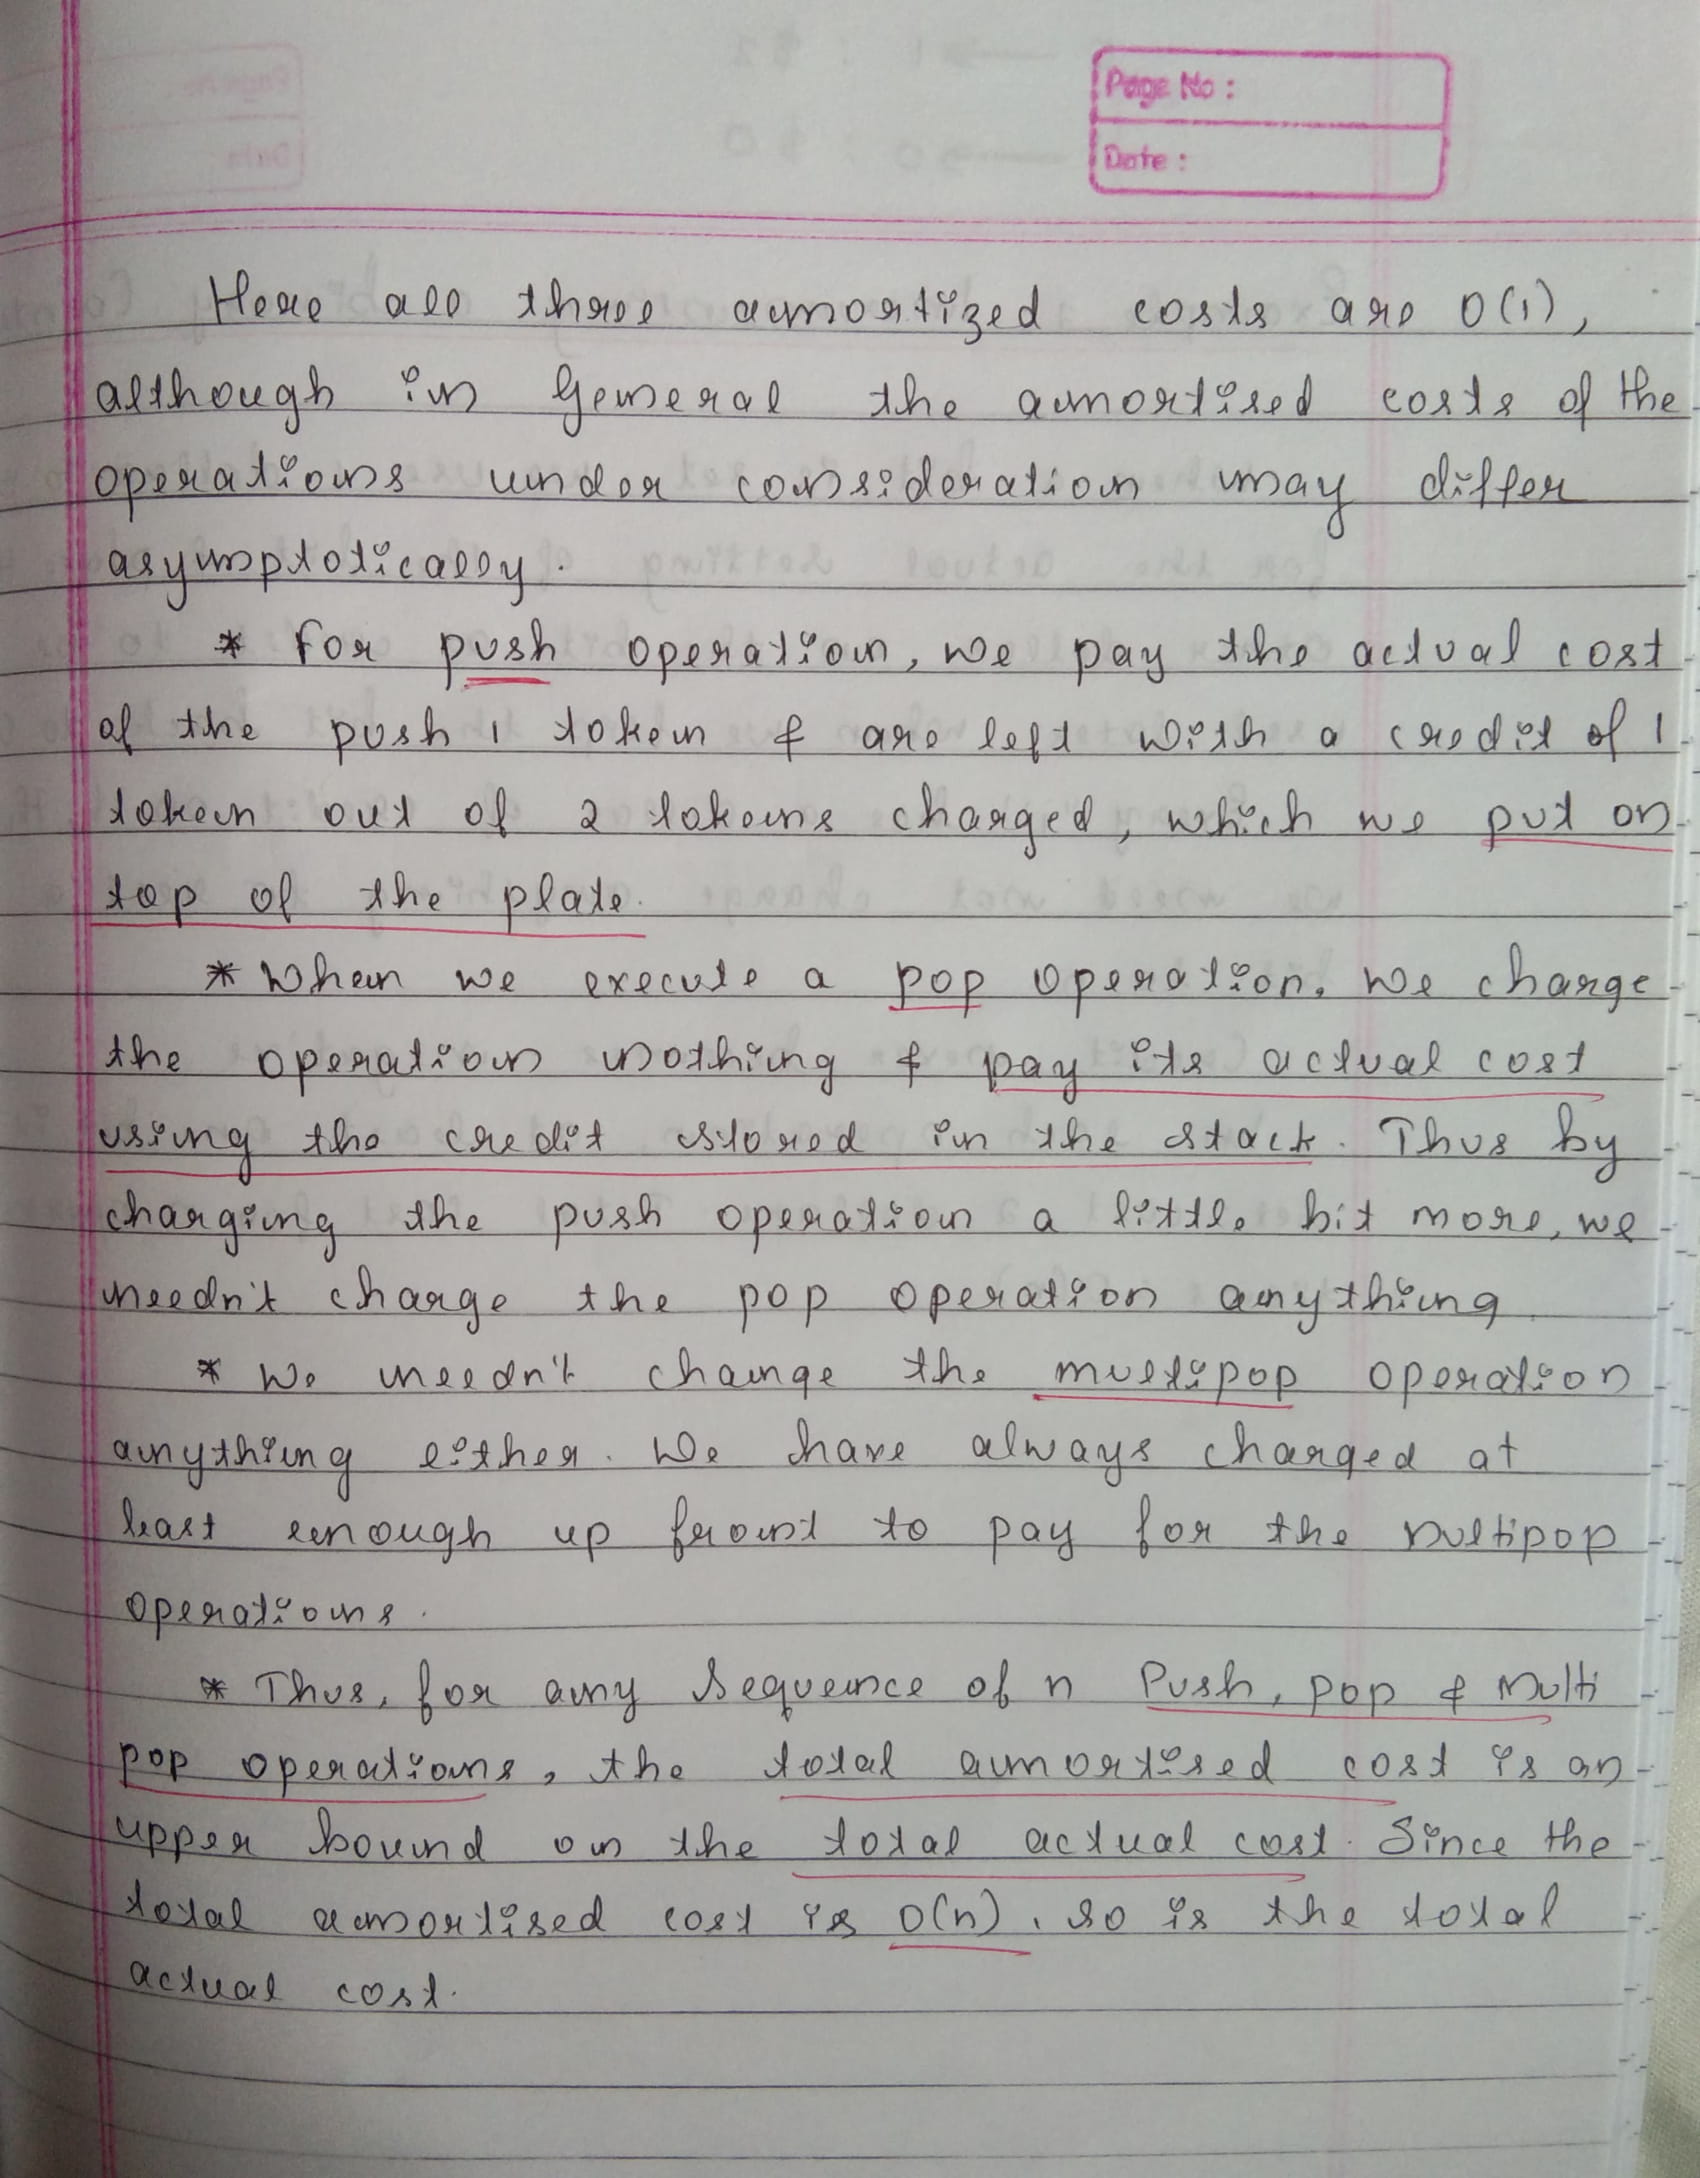 Page No :
Date :
Here all three amortized costs are O(1),
although in General the amortised costs of the
operations under consideration may differ
asymptotically.
* For push operation, we pay the actual cost
of the push 1 token & are left with a credit of 1
token out of 2 tokens charged, which we put on
top of the plate.
* When we execute a pop operation, we charge
the operation nothing & pay its actual cost
using the credit stored in the stack. Thus by
charging the push operation a little bit more, we
needn't charge the pop operation anything
* We needn't change the multipop operation
anything either. We have always charged at
least enough up front to pay for the multipop
operations.
* Thus, for any sequence of n Push, pop & Multi
pop operations, the total amortised cost is an
upper bound on the total actual cost. Since the
total amortised cost is O(n), so is the total
actual cost.